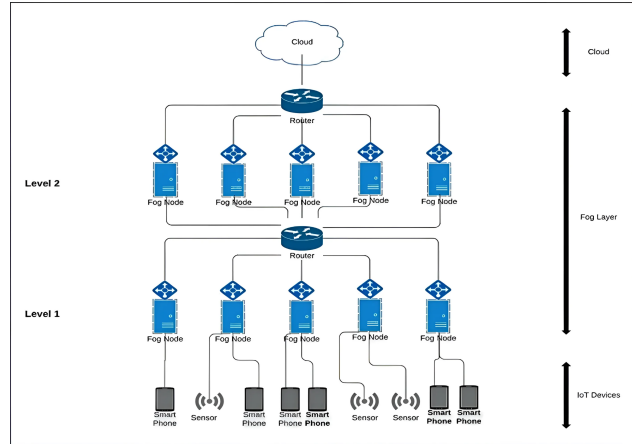 Cloud
Cloud
Router
Level 2
Fog Node Fog Node Fog Node Fog Node Fog Node
Fog Layer
Router
Level 1
Fog Node Fog Node Fog Node Fog Node Fog Node
IoT Devices
Smart Phone
Sensor
Smart Phone
Smart Phone
Smart Phone
Sensor
Sensor
Smart Phone
Smart Phone